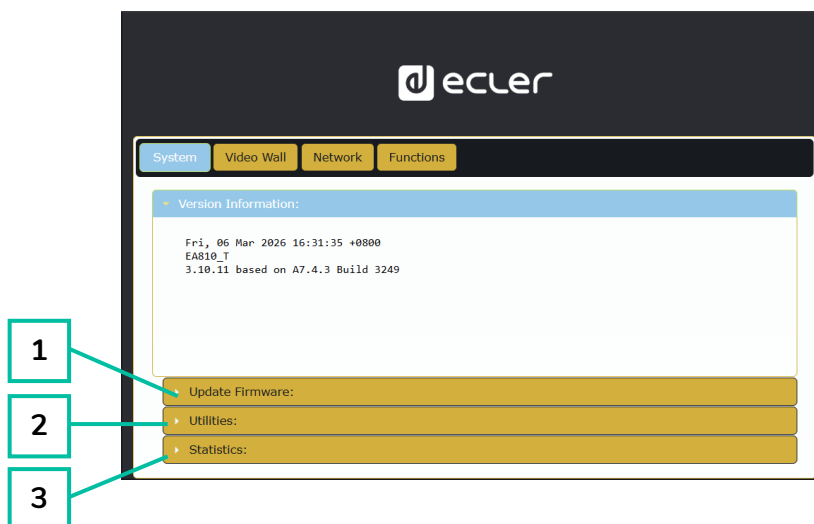 ecler
System Video Wall Network Functions
Version Information:
Fri, 06 Mar 2026 16:31:35 +0800
EA810_T
3.10.11 based on A7.4.3 Build 3249
1
Update Firmware:
2
Utilities:
3
Statistics: